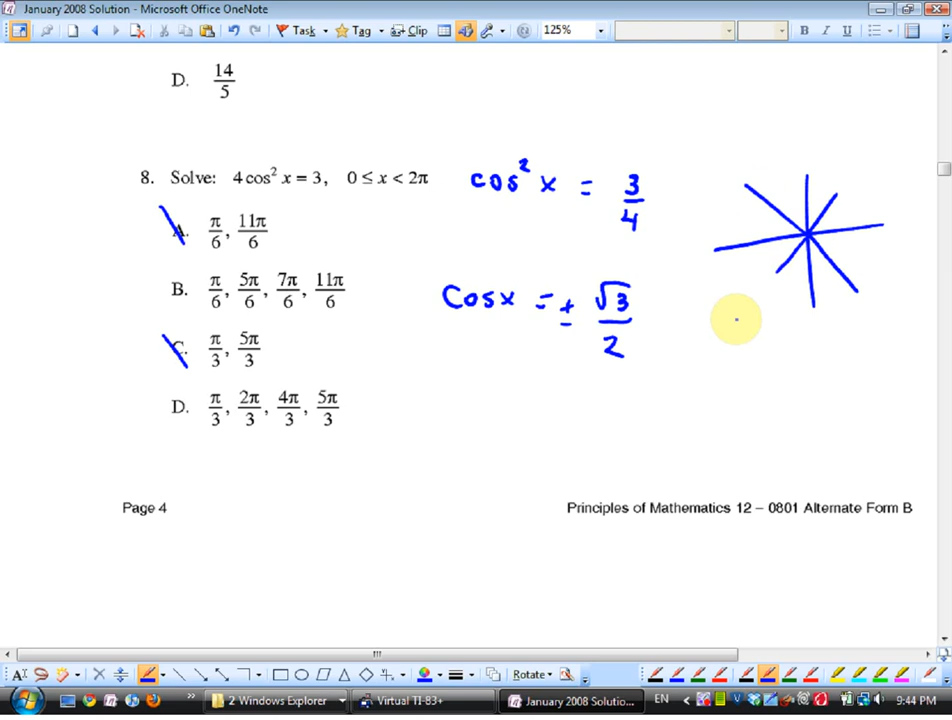 January 2008 Solution - Microsoft Office OneNote
Task Tag Clip 125% B I U
D. 14/5
8. Solve: 4 cos² x = 3, 0 ≤ x < 2π
cos² x = 3/4
A. π/6, 11π/6
B. π/6, 5π/6, 7π/6, 11π/6
cos x = ± √3/2
C. π/3, 5π/3
D. π/3, 2π/3, 4π/3, 5π/3
Page 4 Principles of Mathematics 12 – 0801 Alternate Form B
Rotate
2 Windows Explorer Virtual TI-83+ January 2008 Solutio... EN 9:44 PM